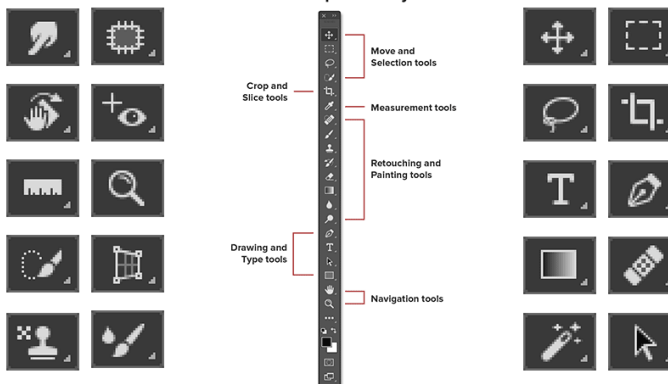 Move and
Selection tools
Crop and
Slice tools
Measurement tools
Retouching and
Painting tools
Drawing and
Type tools
Navigation tools